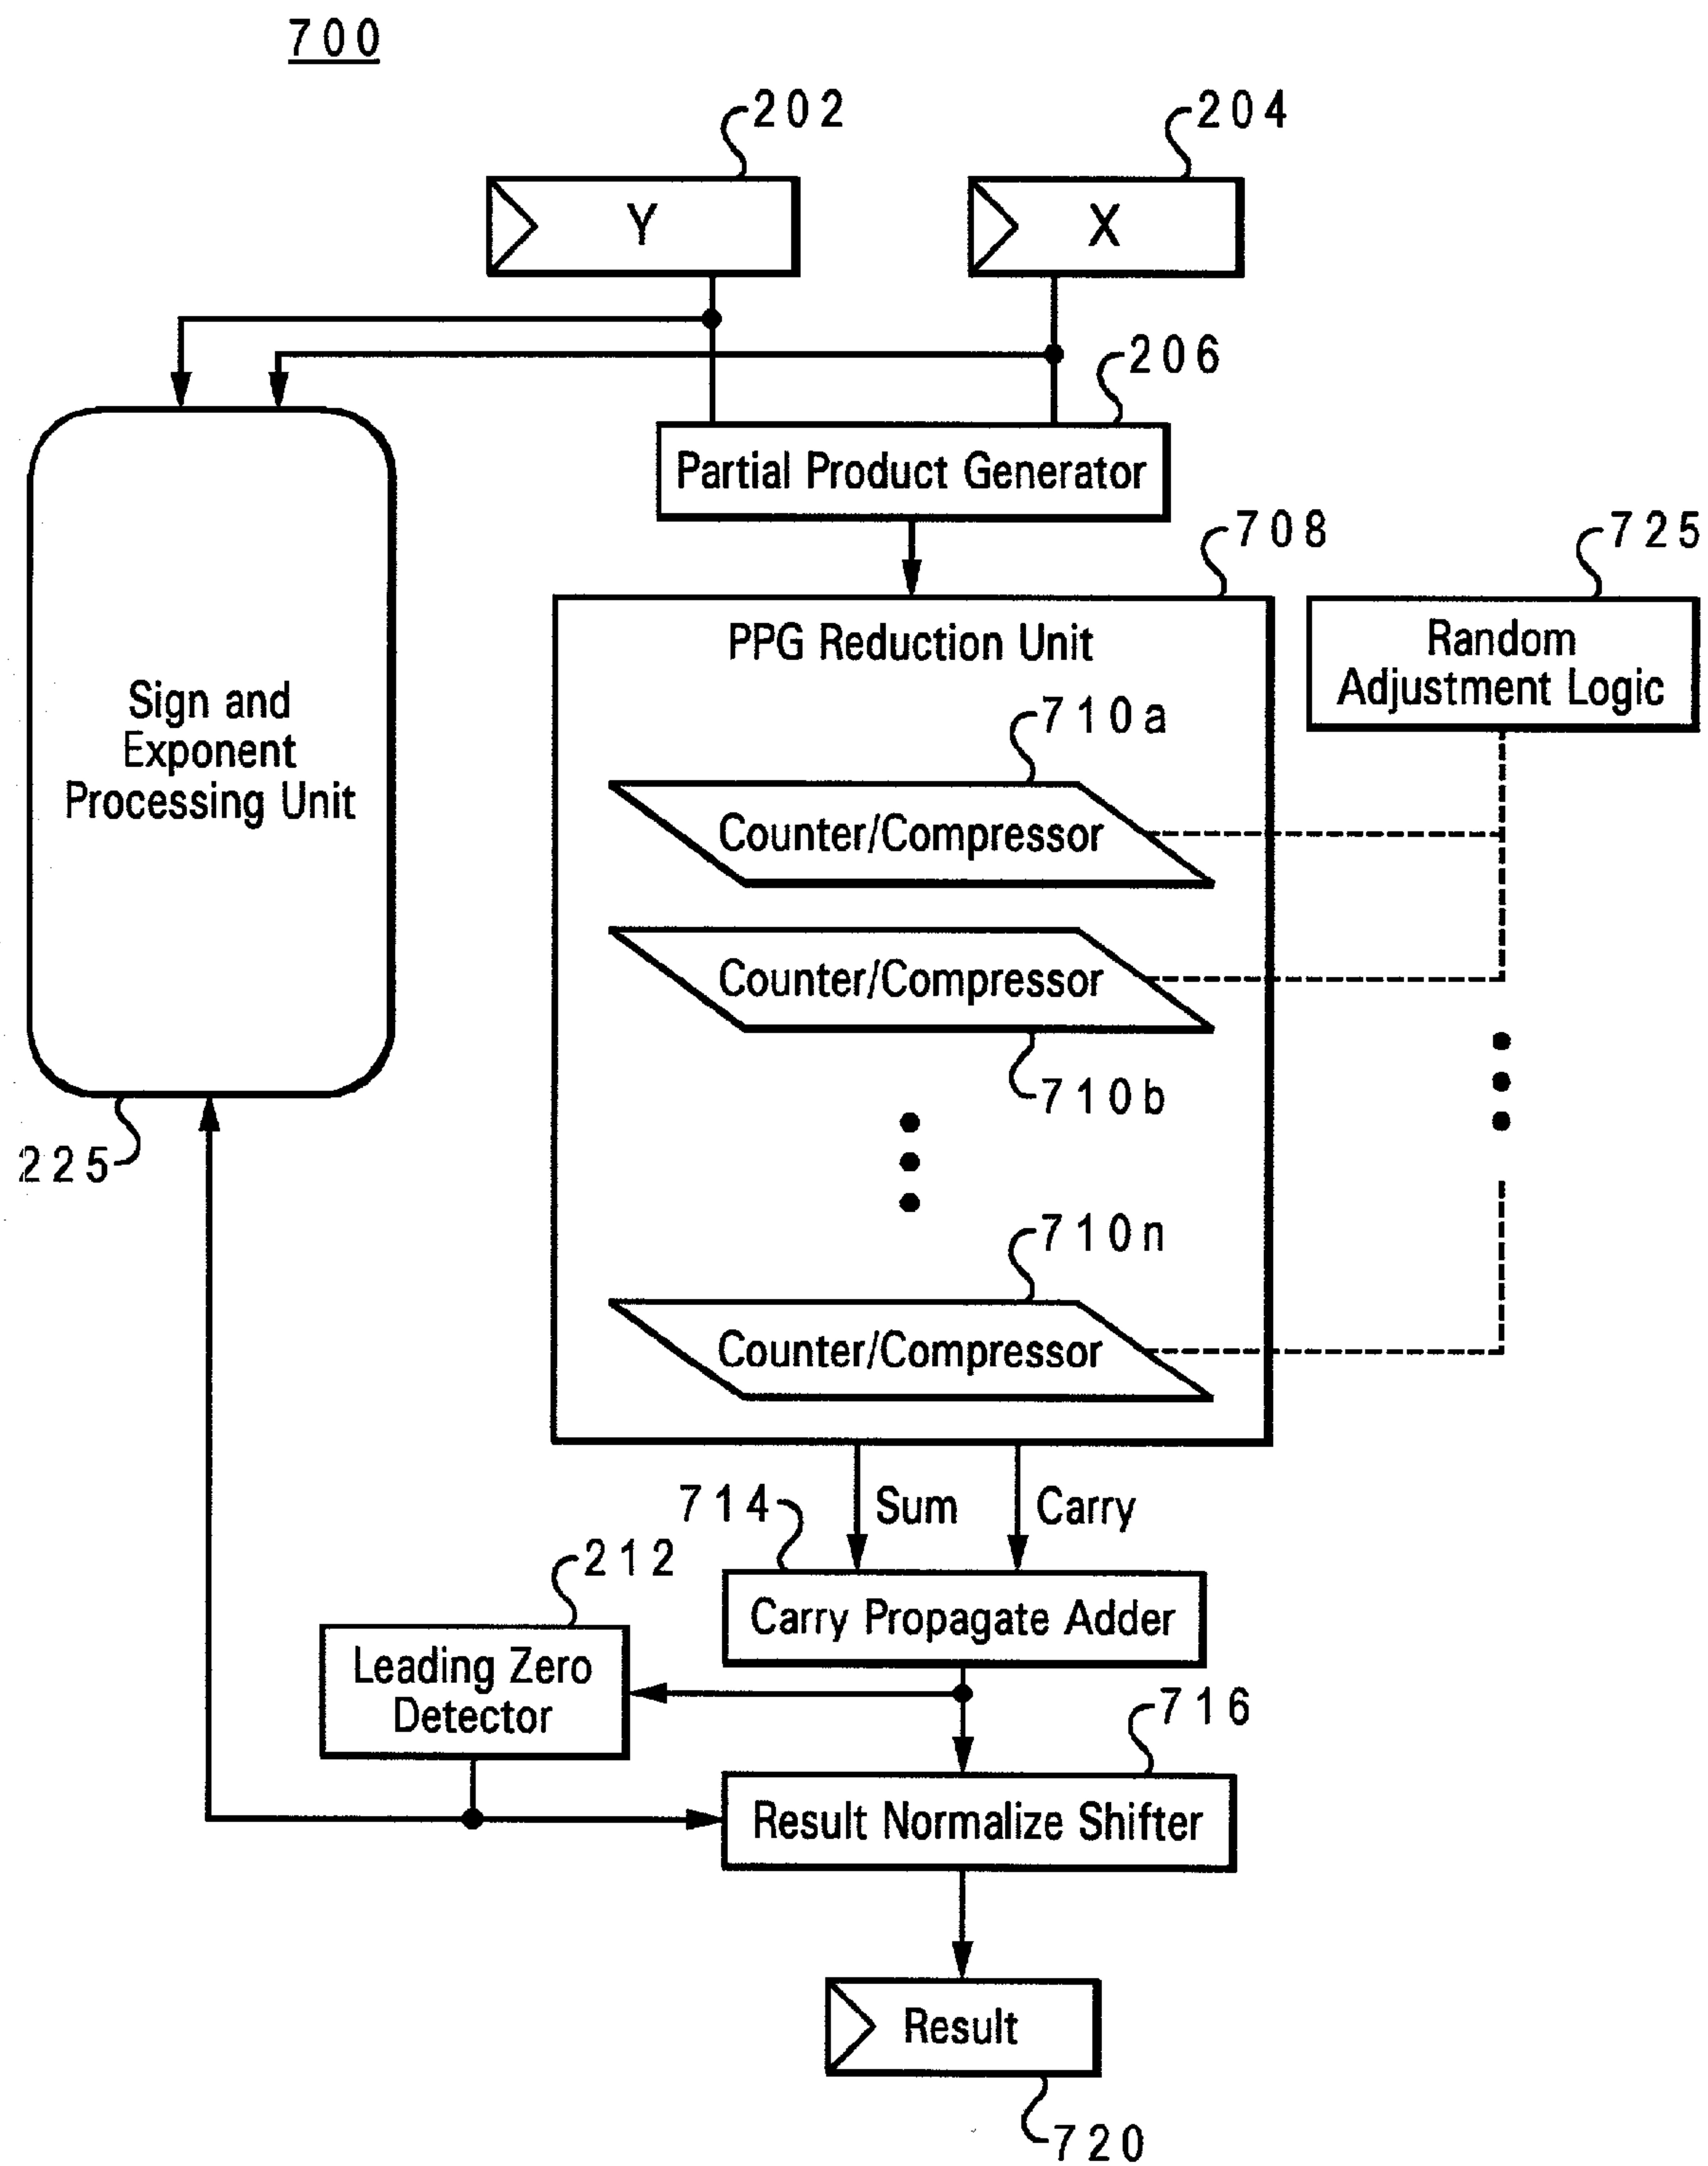 700
202
204
Y
X
206
Partial Product Generator
708
725
PPG Reduction Unit
Random
Adjustment Logic
Sign and
Exponent
Processing Unit
710a
Counter/Compressor
Counter/Compressor
710b
225
710n
Counter/Compressor
714
Sum
Carry
212
Carry Propagate Adder
Leading Zero
Detector
716
Result Normalize Shifter
Result
720